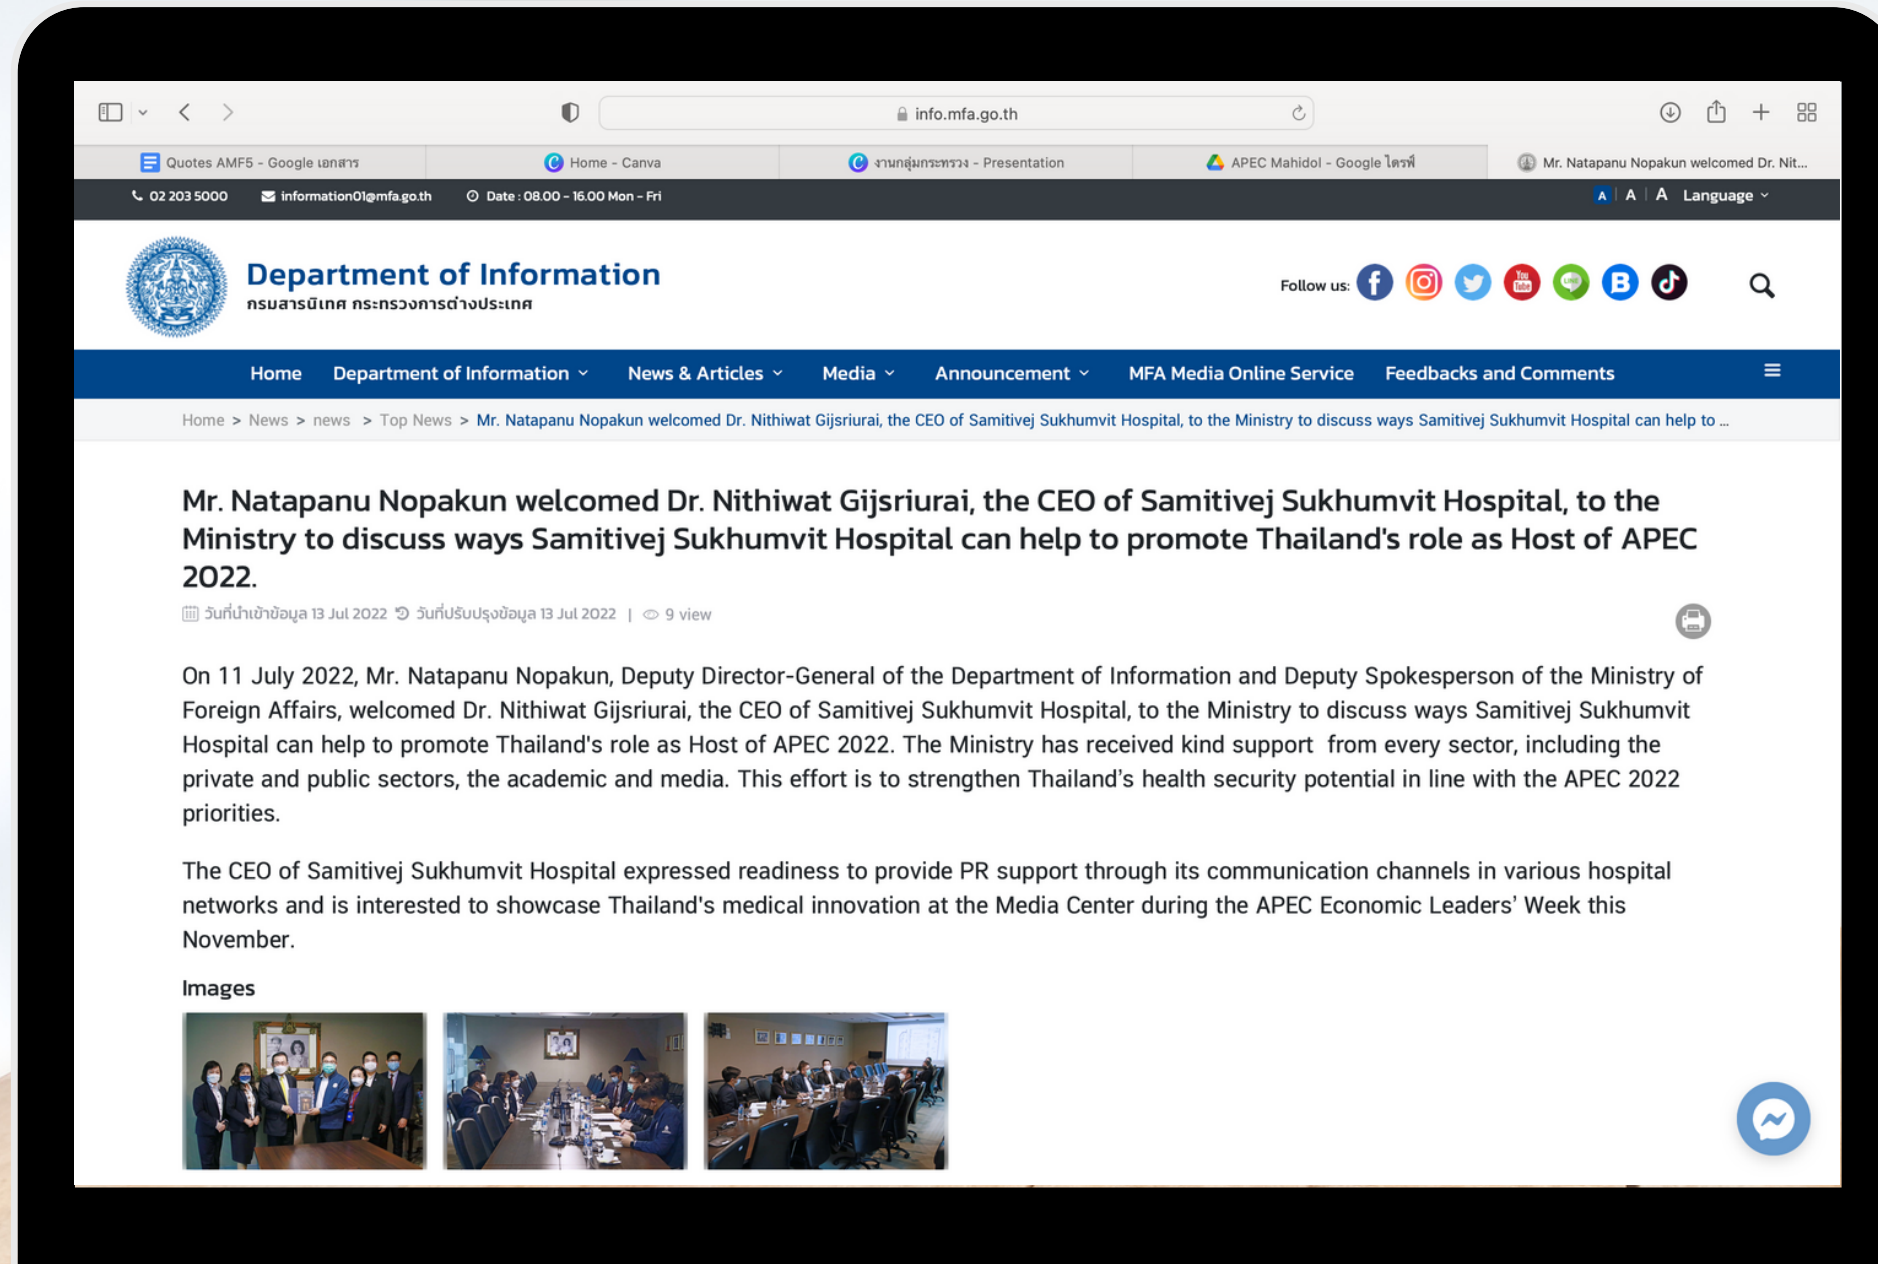 info.mfa.go.th
Quotes AMF5 - Google เอกสาร
Home - Canva
งานกลุ่มกระทรวง - Presentation
APEC Mahidol - Google ไดรฟ์
Mr. Natapanu Nopakun welcomed Dr. Nit...
02 203 5000 information01@mfa.go.th Date : 08.00 - 16.00 Mon - Fri
A A A Language
Department of Information
กรมสารนิเทศ กระทรวงการต่างประเทศ
Follow us:
Home Department of Information News & Articles Media Announcement MFA Media Online Service Feedbacks and Comments
Home > News > news > Top News > Mr. Natapanu Nopakun welcomed Dr. Nithiwat Gijsriurai, the CEO of Samitivej Sukhumvit Hospital, to the Ministry to discuss ways Samitivej Sukhumvit Hospital can help to ...
Mr. Natapanu Nopakun welcomed Dr. Nithiwat Gijsriurai, the CEO of Samitivej Sukhumvit Hospital, to the
Ministry to discuss ways Samitivej Sukhumvit Hospital can help to promote Thailand's role as Host of APEC
2022.
วันที่นำเข้าข้อมูล 13 Jul 2022 วันที่ปรับปรุงข้อมูล 13 Jul 2022 | 9 view
On 11 July 2022, Mr. Natapanu Nopakun, Deputy Director-General of the Department of Information and Deputy Spokesperson of the Ministry of
Foreign Affairs, welcomed Dr. Nithiwat Gijsriurai, the CEO of Samitivej Sukhumvit Hospital, to the Ministry to discuss ways Samitivej Sukhumvit
Hospital can help to promote Thailand's role as Host of APEC 2022. The Ministry has received kind support from every sector, including the
private and public sectors, the academic and media. This effort is to strengthen Thailand's health security potential in line with the APEC 2022
priorities.
The CEO of Samitivej Sukhumvit Hospital expressed readiness to provide PR support through its communication channels in various hospital
networks and is interested to showcase Thailand's medical innovation at the Media Center during the APEC Economic Leaders' Week this
November.
Images